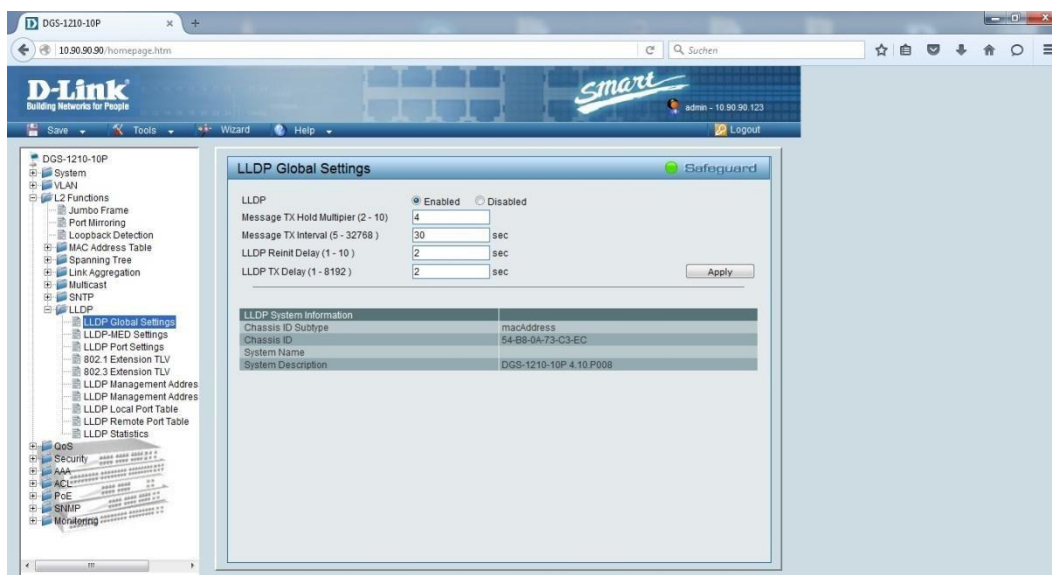 DGS-1210-10P
10.90.90.90/homepage.htm
Suchen
D-Link
Building Networks for People
smart
admin - 10.90.90.123
Save
Tools
Wizard
Help
Logout
DGS-1210-10P
System
VLAN
L2 Functions
Jumbo Frame
Port Mirroring
Loopback Detection
MAC Address Table
Spanning Tree
Link Aggregation
Multicast
SNTP
LLDP
LLDP Global Settings
LLDP-MED Settings
LLDP Port Settings
802.1 Extension TLV
802.3 Extension TLV
LLDP Management Addres
LLDP Management Addres
LLDP Local Port Table
LLDP Remote Port Table
LLDP Statistics
QoS
Security
AAA
ACL
PoE
SNMP
Monitoring
LLDP Global Settings
Safeguard
LLDP Enabled Disabled
Message TX Hold Multipier (2 - 10) 4
Message TX Interval (5 - 32768 ) 30 sec
LLDP Reinit Delay (1 - 10 ) 2 sec
LLDP TX Delay (1 - 8192 ) 2 sec
Apply
LLDP System Information
Chassis ID Subtype macAddress
Chassis ID 54-B8-0A-73-C3-EC
System Name
System Description DGS-1210-10P 4.10.P008